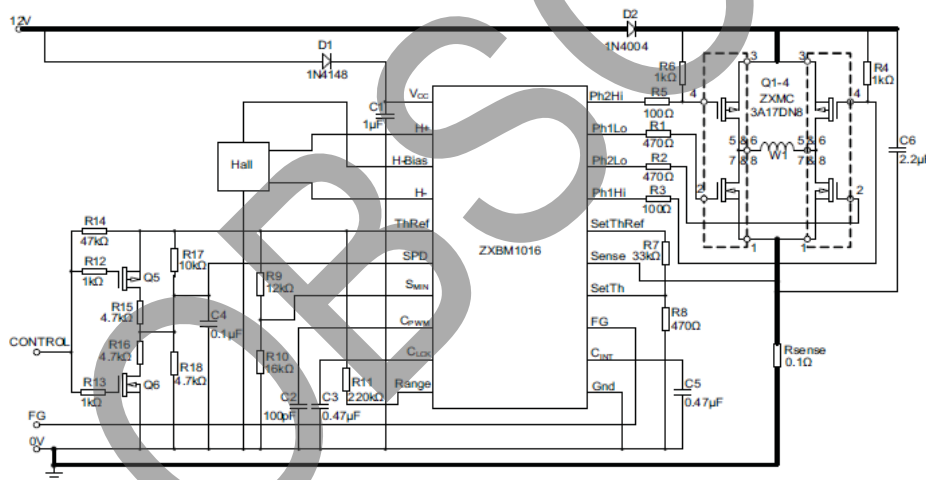 12V
D2
1N4004
D1
1N4148
R6
1kΩ
R4
1kΩ
3
3
Q1-4
ZXMC
3A17DN8
4
4
VCC
Ph2Hi
R5
100Ω
C1
1µF
H+
Ph1Lo
R1
470Ω
5 & 6
5 & 6
W1
7 & 8
7 & 8
C6
2.2µF
Hall
H-Bias
Ph2Lo
R2
470Ω
H-
Ph1Hi
R3
100Ω
2
2
R14
47kΩ
ThRef
SetThRef
1
1
R17
10kΩ
ZXBM1016
R7
33kΩ
R12
1kΩ
Q5
SPD
Sense
R9
12kΩ
R15
4.7kΩ
C4
0.1µF
SMIN
SetTh
R8
470Ω
CONTROL
R16
4.7kΩ
CPWM
FG
R18
4.7kΩ
R10
16kΩ
CLCK
CINT
Rsense
0.1Ω
R13
1kΩ
Q6
R11
220kΩ
Range
Gnd
C5
0.47µF
C2
100pF
C3
0.47µF
FG
0V
OBSO